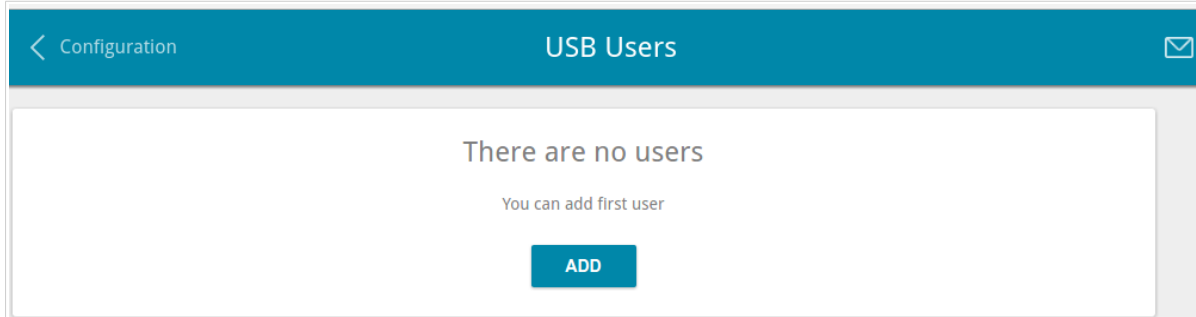 Configuration
USB Users
There are no users
You can add first user
ADD